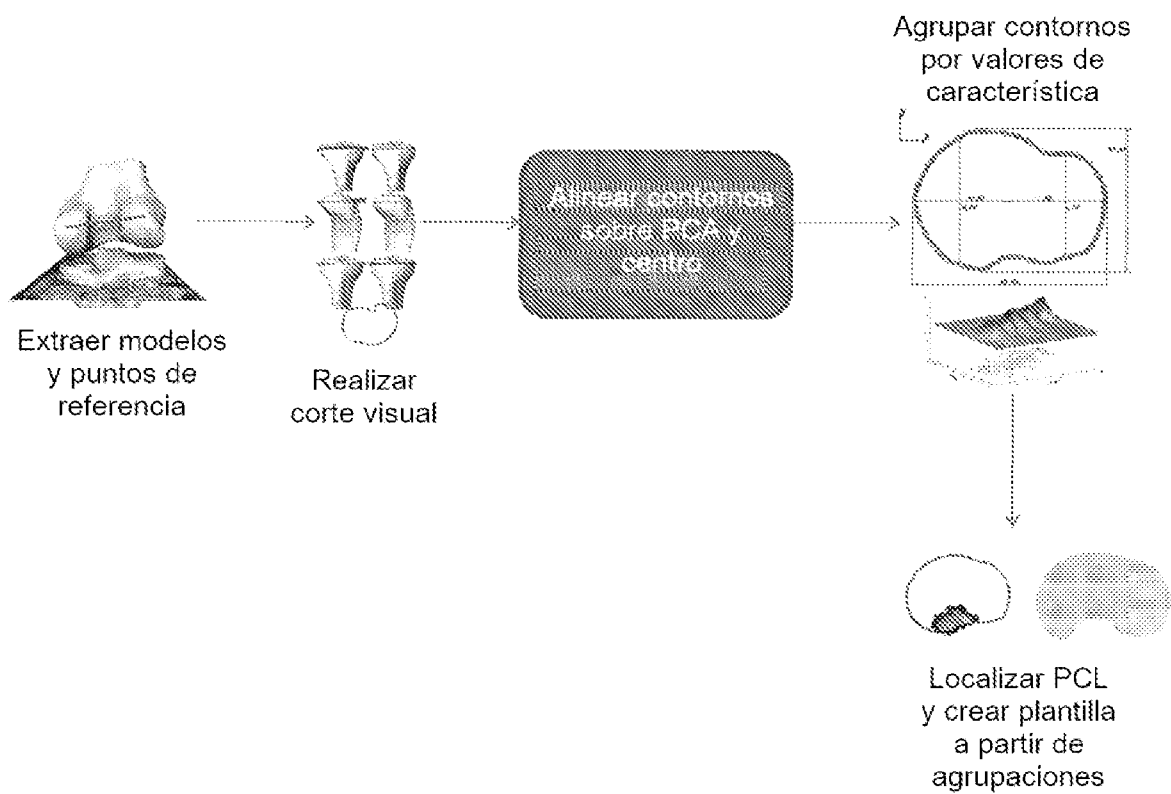 Agrupar contornos
por valores de
característica
Alinear contornos
sobre PCA y
centro
Extraer modelos
y puntos de
referencia
Realizar
corte visual
Localizar PCL
y crear plantilla
a partir de
agrupaciones